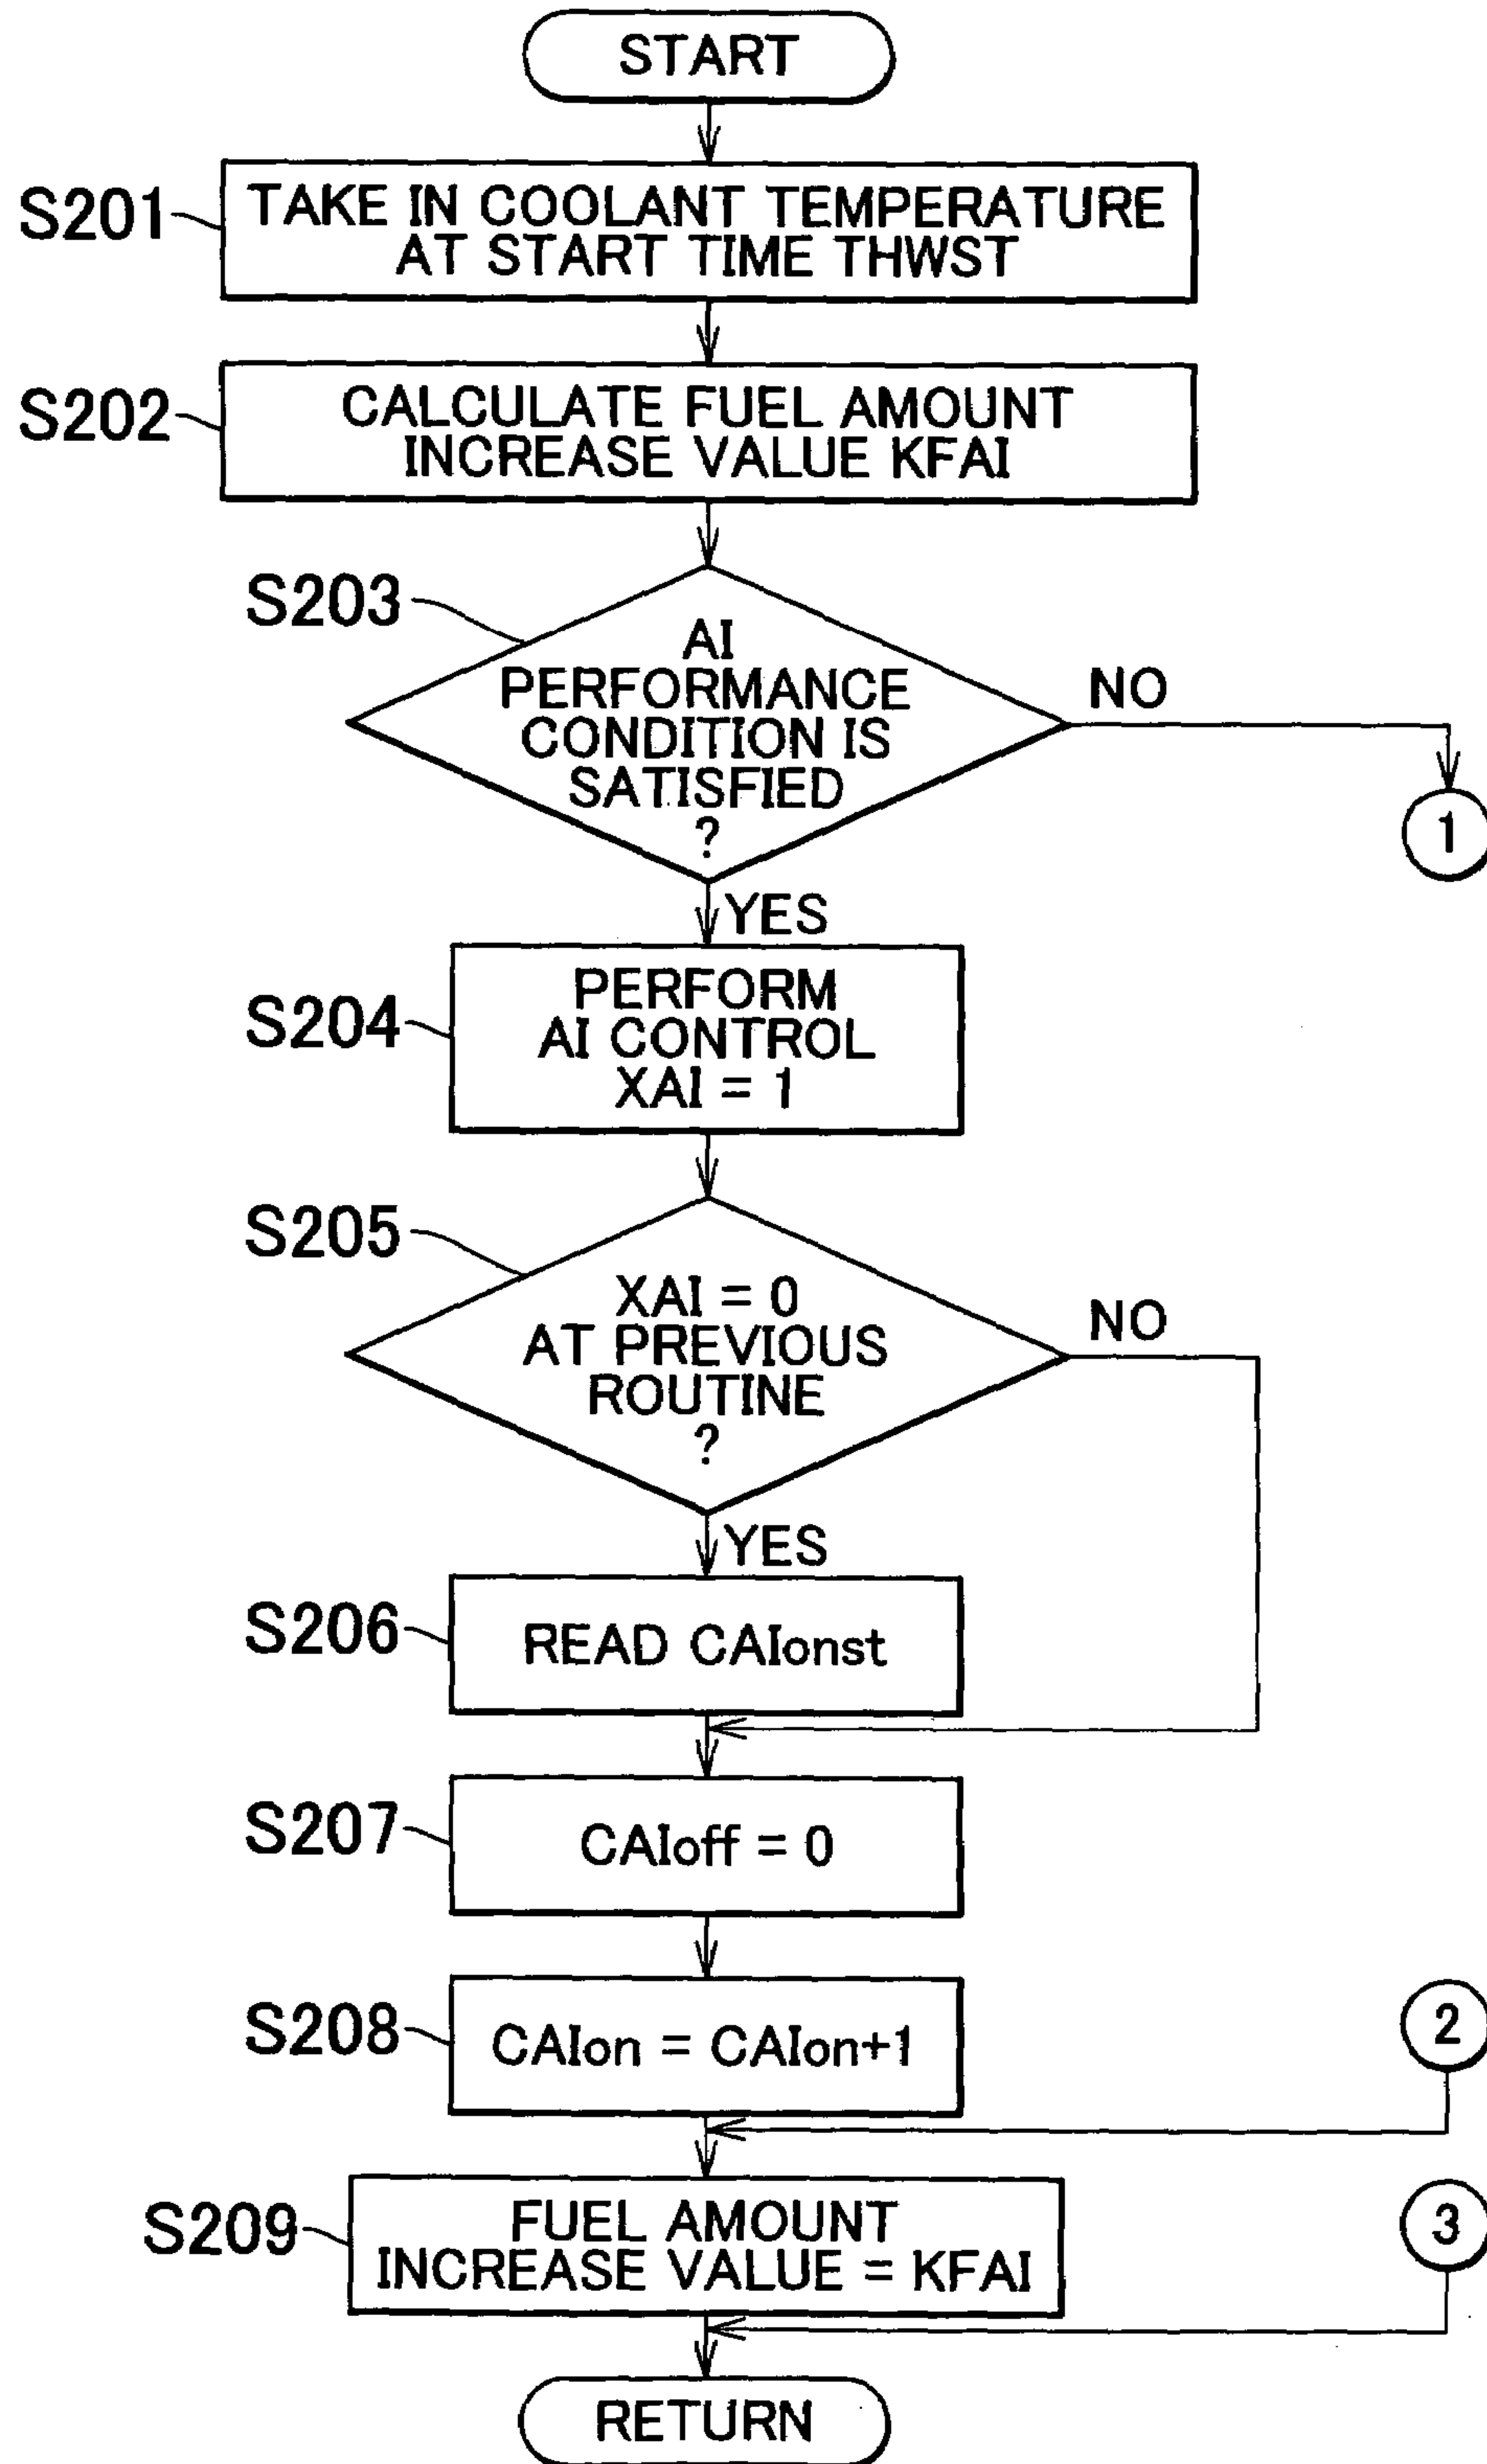 START
S201
TAKE IN COOLANT TEMPERATURE
AT START TIME THWST
S202
CALCULATE FUEL AMOUNT
INCREASE VALUE KFAI
S203
AI
PERFORMANCE
CONDITION IS
SATISFIED
?
NO
1
YES
S204
PERFORM
AI CONTROL
XAI = 1
S205
XAI = 0
AT PREVIOUS
ROUTINE
?
NO
YES
S206
READ CAIonst
S207
CAIoff = 0
S208
CAIon = CAIon+1
2
S209
FUEL AMOUNT
INCREASE VALUE = KFAI
3
RETURN